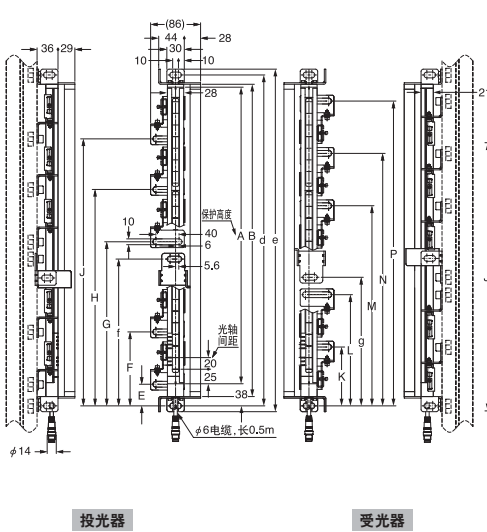 (86)
36 29 44 28
30
10 10
28
21
保护高度
10
40
6
A B d e
5.6
J H G f F E
P N M g L K
光轴
间距
20
25
38
φ6电缆,长0.5m
φ14
投光器 受光器